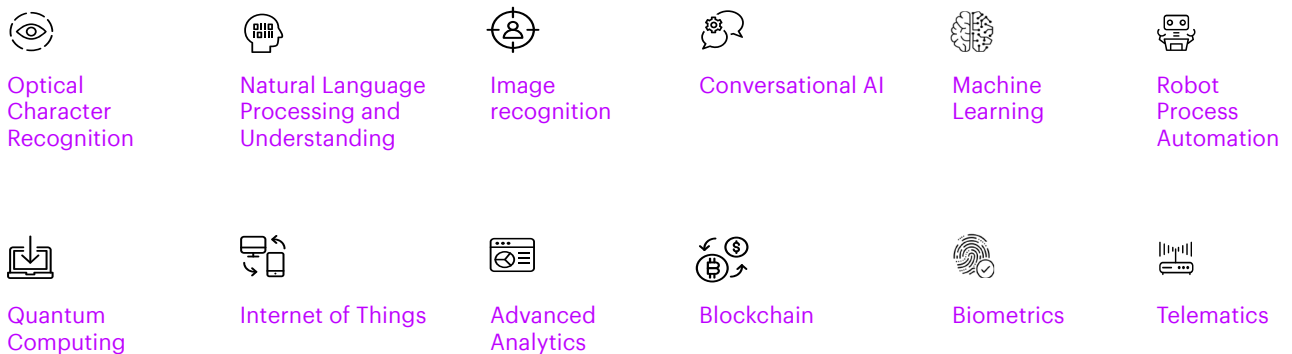 Optical
Character
Recognition
Natural Language
Processing and
Understanding
Image
recognition
Conversational AI
Machine
Learning
Robot
Process
Automation
Quantum
Computing
Internet of Things
Advanced
Analytics
Blockchain
Biometrics
Telematics